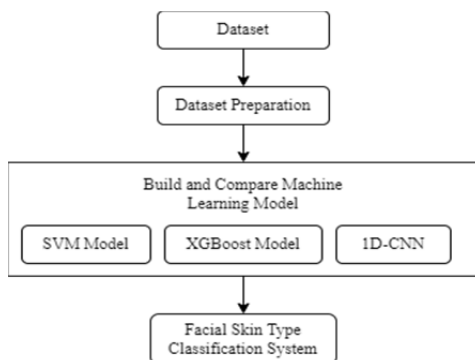 Dataset
Dataset Preparation
Build and Compare Machine
Learning Model
SVM Model
XGBoost Model
1D-CNN
Facial Skin Type
Classification System